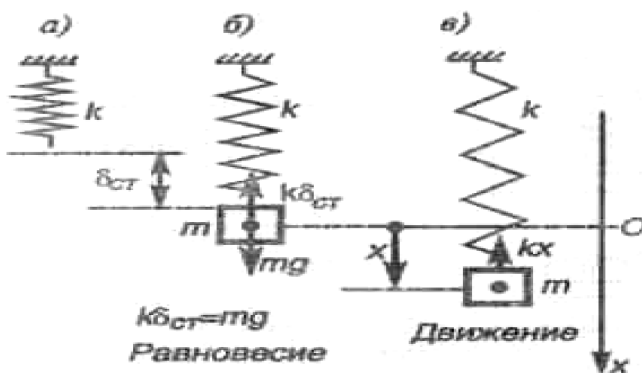 а) б) в)
k k k
δст kδст
m O
x kx
mg m
kδст=mg Движение
Равновесие x